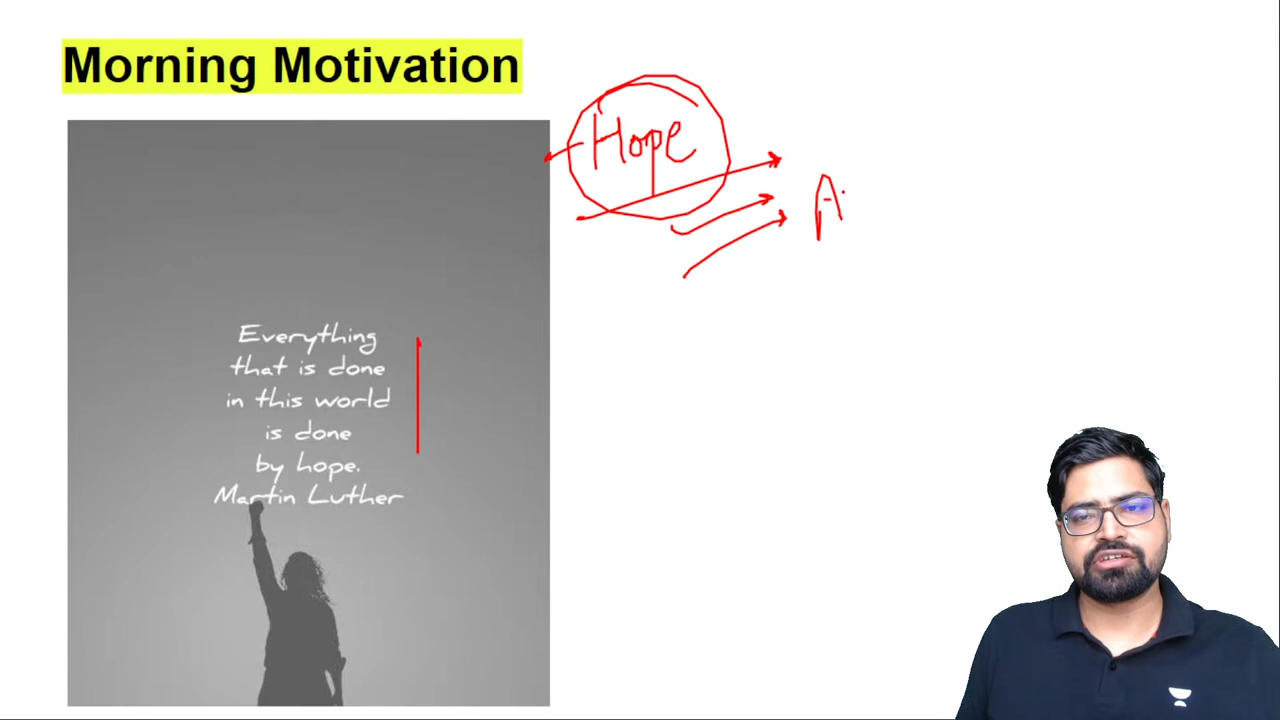 Morning Motivation
Hope
A
Everything
that is done
in this world
is done
by hope.
Martin Luther